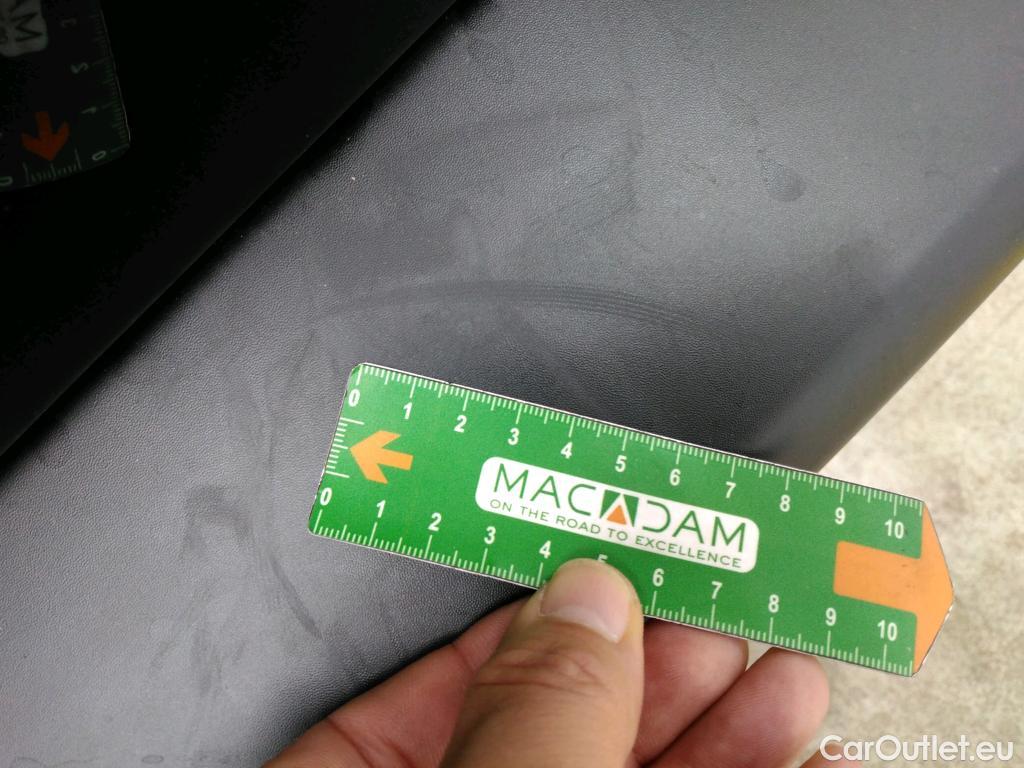 0 1 2 3 4 5 6 7 8 9 10
MACADAM
ON THE ROAD TO EXCELLENCE
0 1 2 3 4 5 6 7 8 9 10
CarOutlet.eu